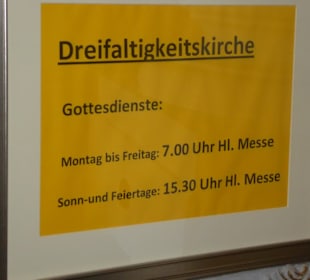 Dreifaltigkeitskirche
Gottesdienste:
Montag bis Freitag: 7.00 Uhr Hl. Messe
Sonn-und Feiertage: 15.30 Uhr Hl. Messe